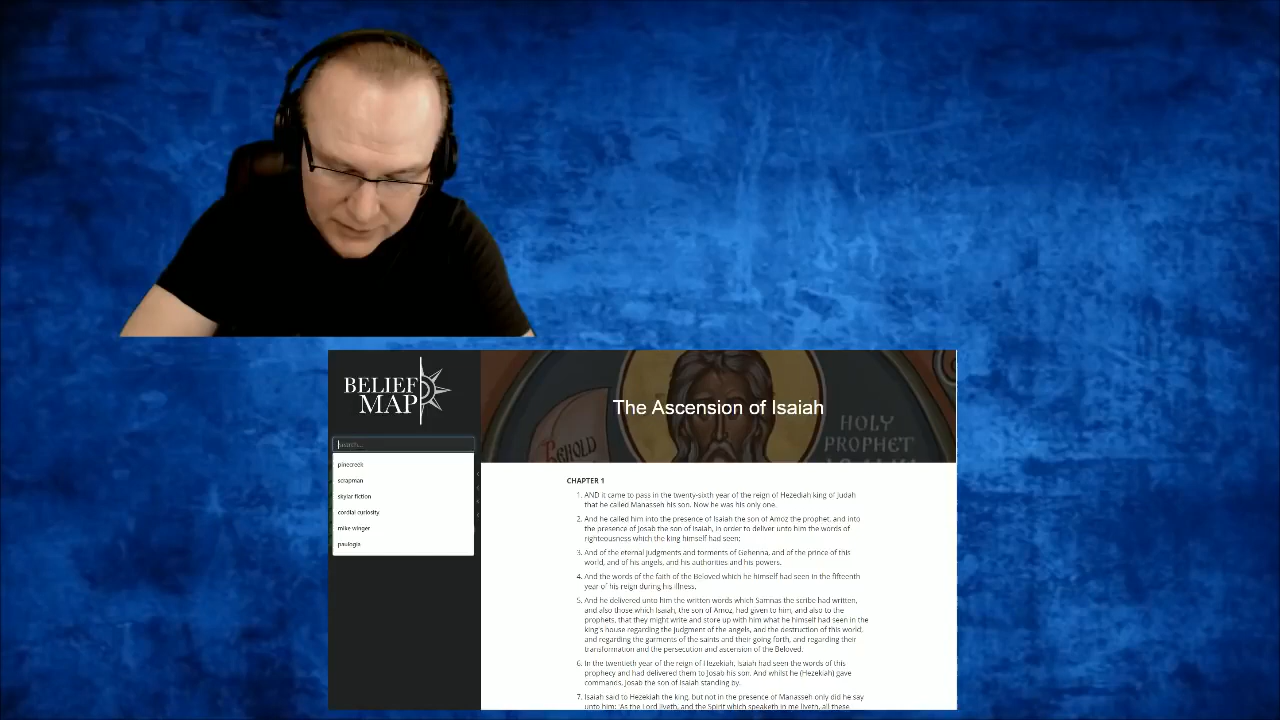 BELIEF
MAP
Search...
pinecreek
scrapman
skylar fiction
cordial curiosity
mike winger
paulogia
The Ascension of Isaiah
BEHOLD
HOLY
PROPHET
CHAPTER 1
1. AND it came to pass in the twenty-sixth year of the reign of Hezediah king of Judah
that he called Manasseh his son. Now he was his only one.
2. And he called him into the presence of Isaiah the son of Amoz the prophet, and into
the presence of Josab the son of Isaiah, in order to deliver unto him the words of
righteousness which the king himself had seen:
3. And of the eternal judgments and torments of Gehenna, and of the prince of this
world, and of his angels, and his authorities and his powers.
4. And the words of the faith of the Beloved which he himself had seen in the fifteenth
year of his reign during his illness.
5. And he delivered unto him the written words which Samnas the scribe had written,
and also those which Isaiah, the son of Amoz, had given to him, and also to the
prophets, that they might write and store up with him what he himself had seen in the
king's house regarding the judgment of the angels, and the destruction of this world,
and regarding the garments of the saints and their going forth, and regarding their
transformation and the persecution and ascension of the Beloved.
6. In the twentieth year of the reign of Hezekiah, Isaiah had seen the words of this
prophecy and had delivered them to Josab his son. And whilst he (Hezekiah) gave
commands, Josab the son of Isaiah standing by.
7. Isaiah said to Hezekiah the king, but not in the presence of Manasseh only did he say
unto him: 'As the Lord liveth, and the Spirit which speaketh in me liveth, all these